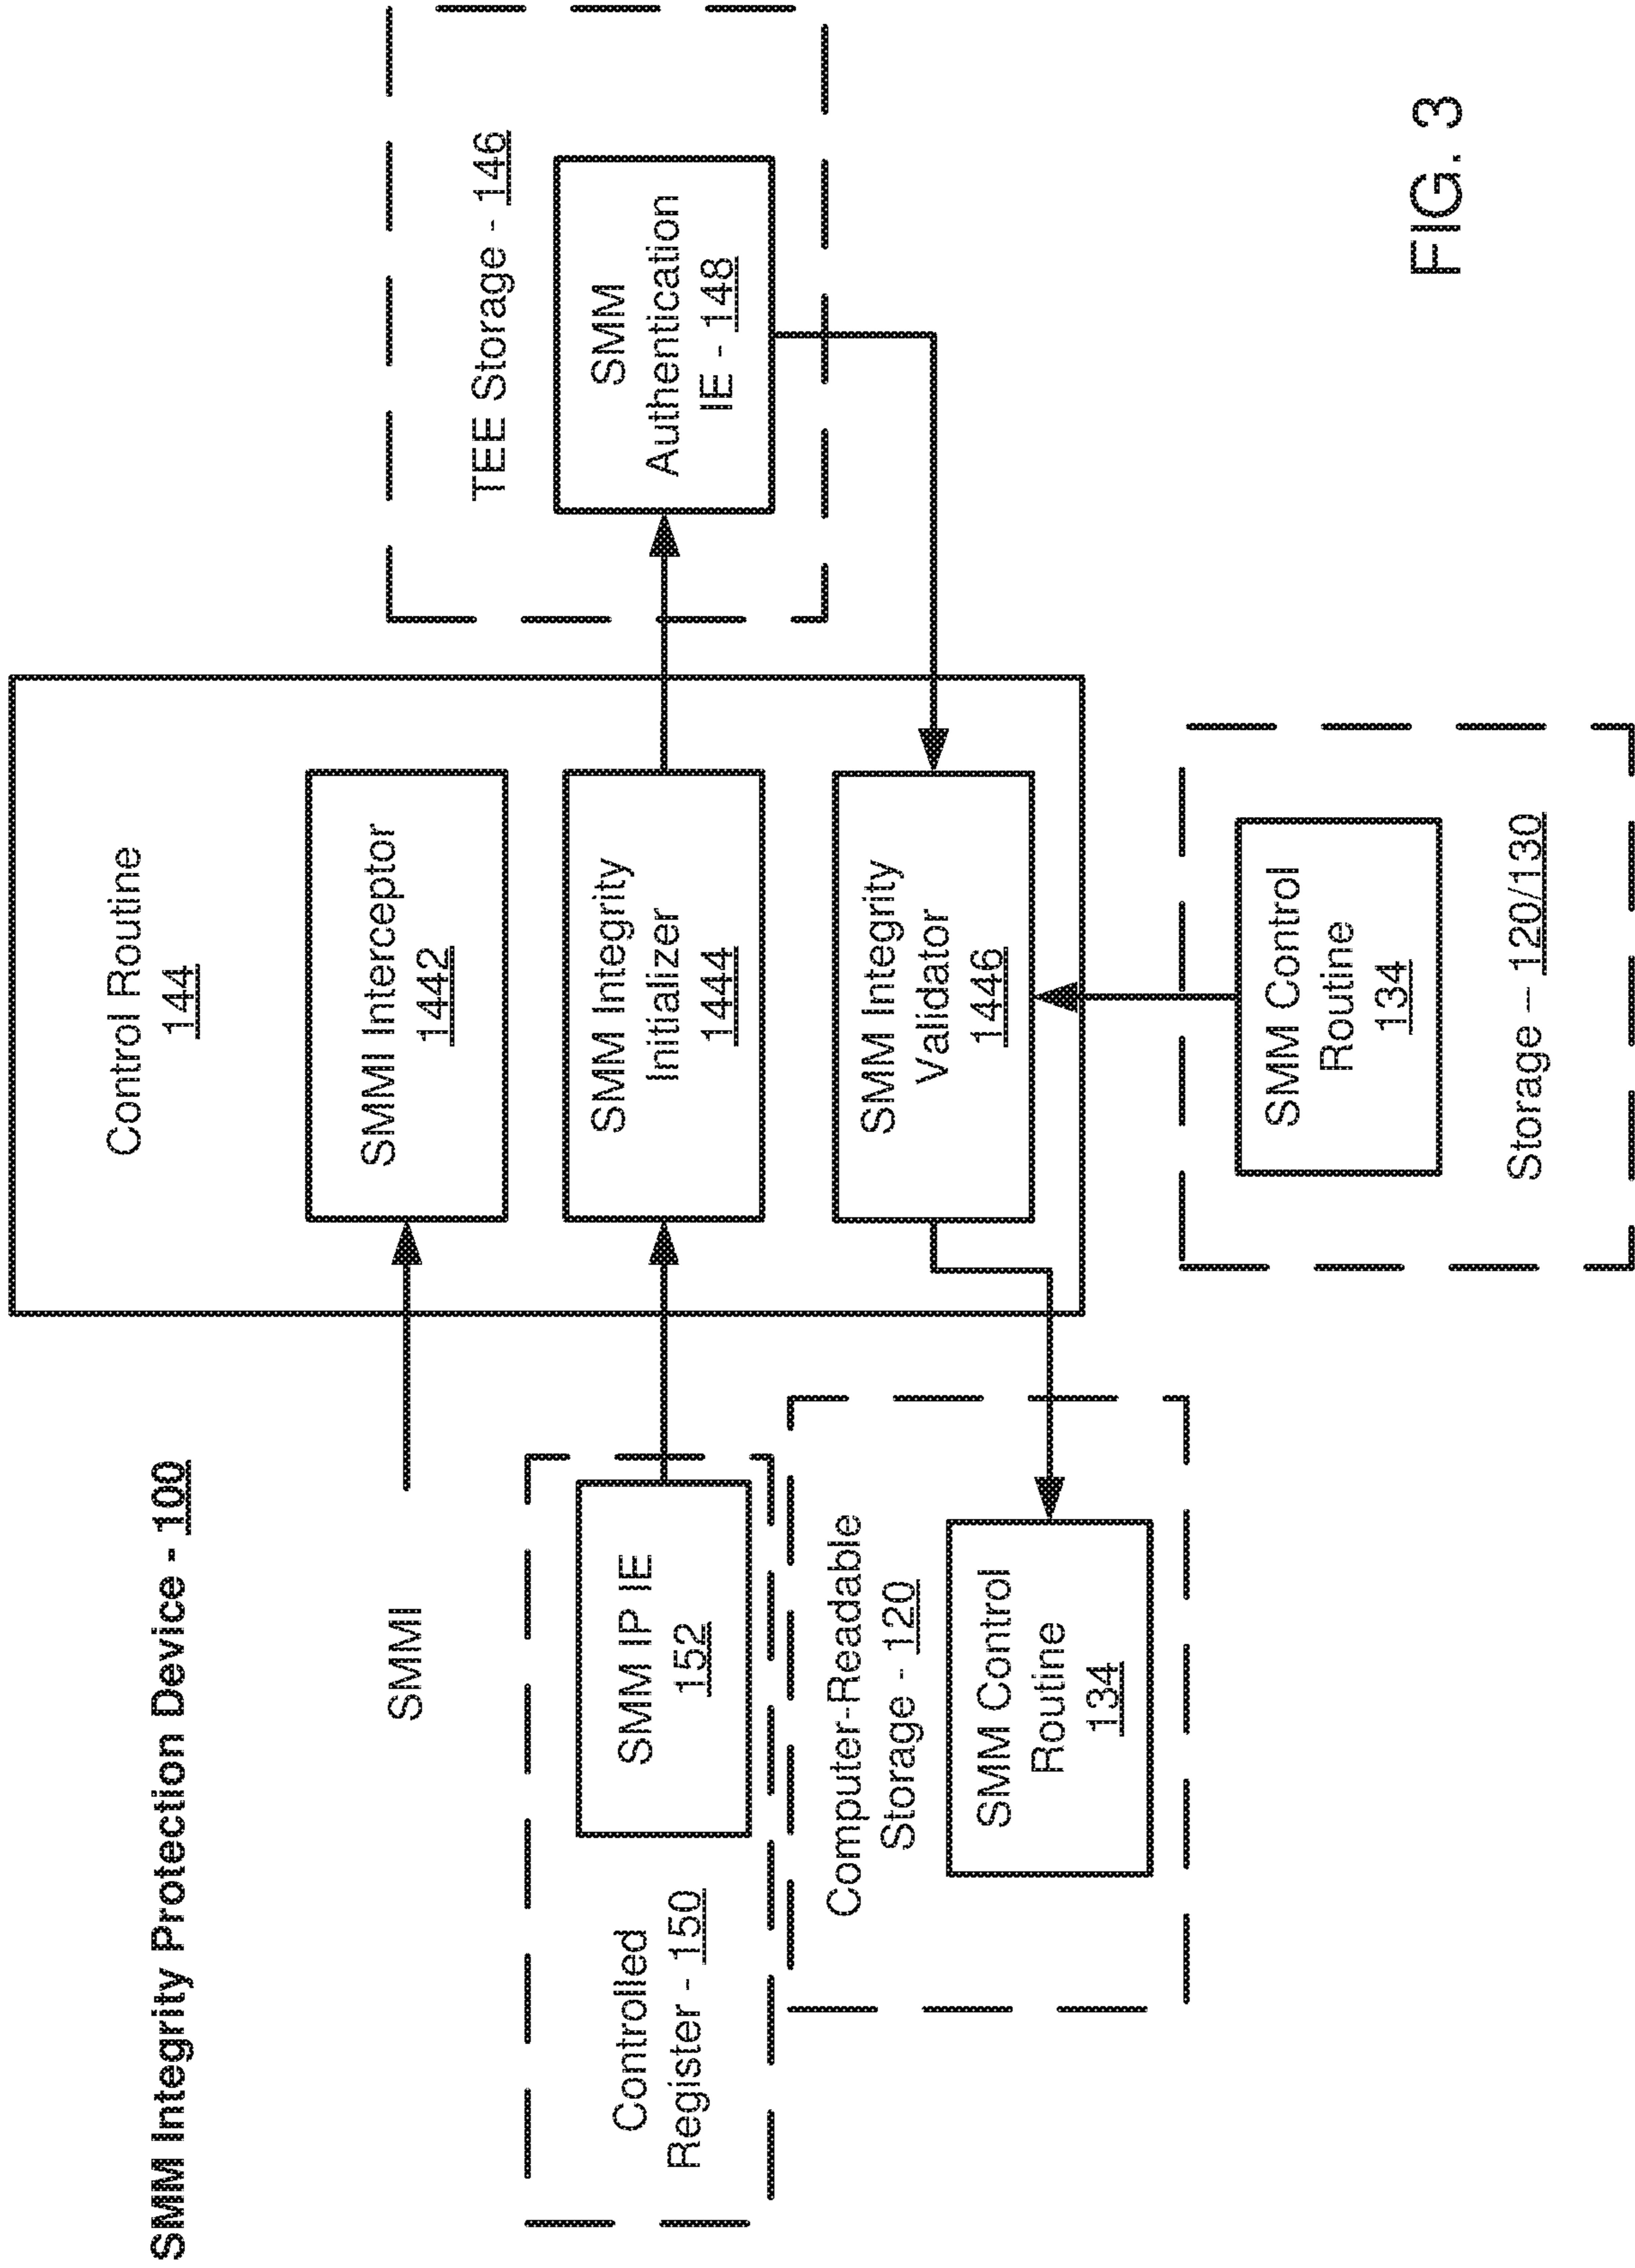 SMM Integrity Protection Device - 100
Control Routine
144
SMMI
SMMI Interceptor
1442
TEE Storage - 146
Controlled
Register - 150
SMM IP IE
152
SMM Integrity
Initializer
1444
SMM
Authentication
IE - 148
Computer-Readable
Storage - 120
SMM Control
Routine
134
SMM Integrity
Validator
1446
SMM Control
Routine
134
Storage – 120/130
FIG. 3